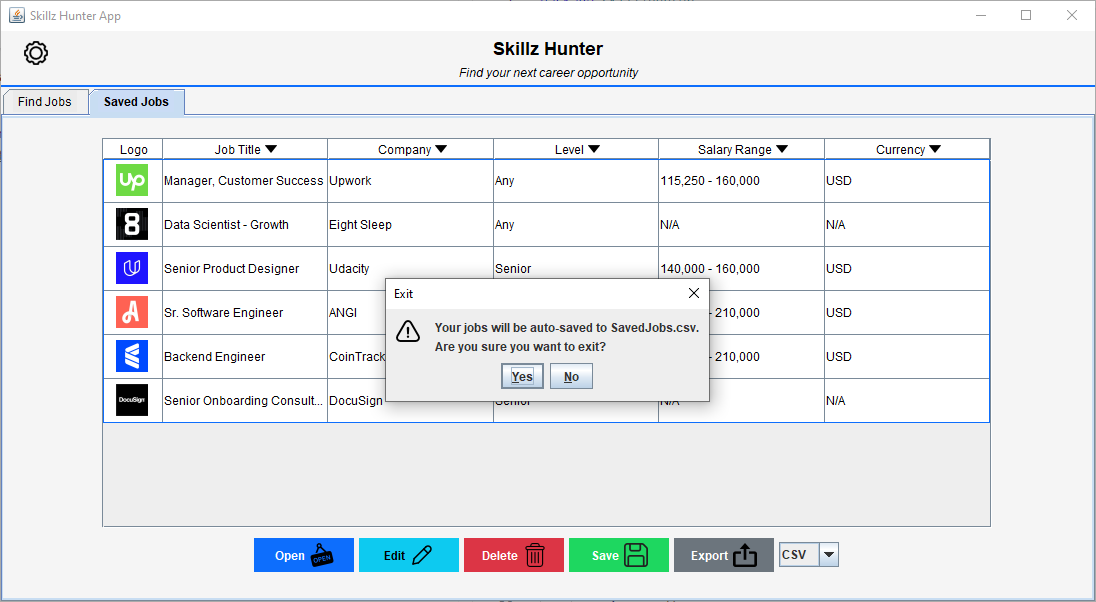 Skillz Hunter App
Skillz Hunter
Find your next career opportunity
Find Jobs Saved Jobs
Logo Job Title Company Level Salary Range Currency
up Manager, Customer Success Upwork Any 115,250 - 160,000 USD
8 Data Scientist - Growth Eight Sleep Any N/A N/A
Senior Product Designer Udacity Senior 140,000 - 160,000 USD
Sr. Software Engineer ANGI - 210,000 USD
Backend Engineer CoinTrack - 210,000 USD
DocuSign Senior Onboarding Consult... DocuSign Senior N/A N/A
Exit
Your jobs will be auto-saved to SavedJobs.csv.
Are you sure you want to exit?
Yes No
Open OPEN Edit Delete Save Export CSV